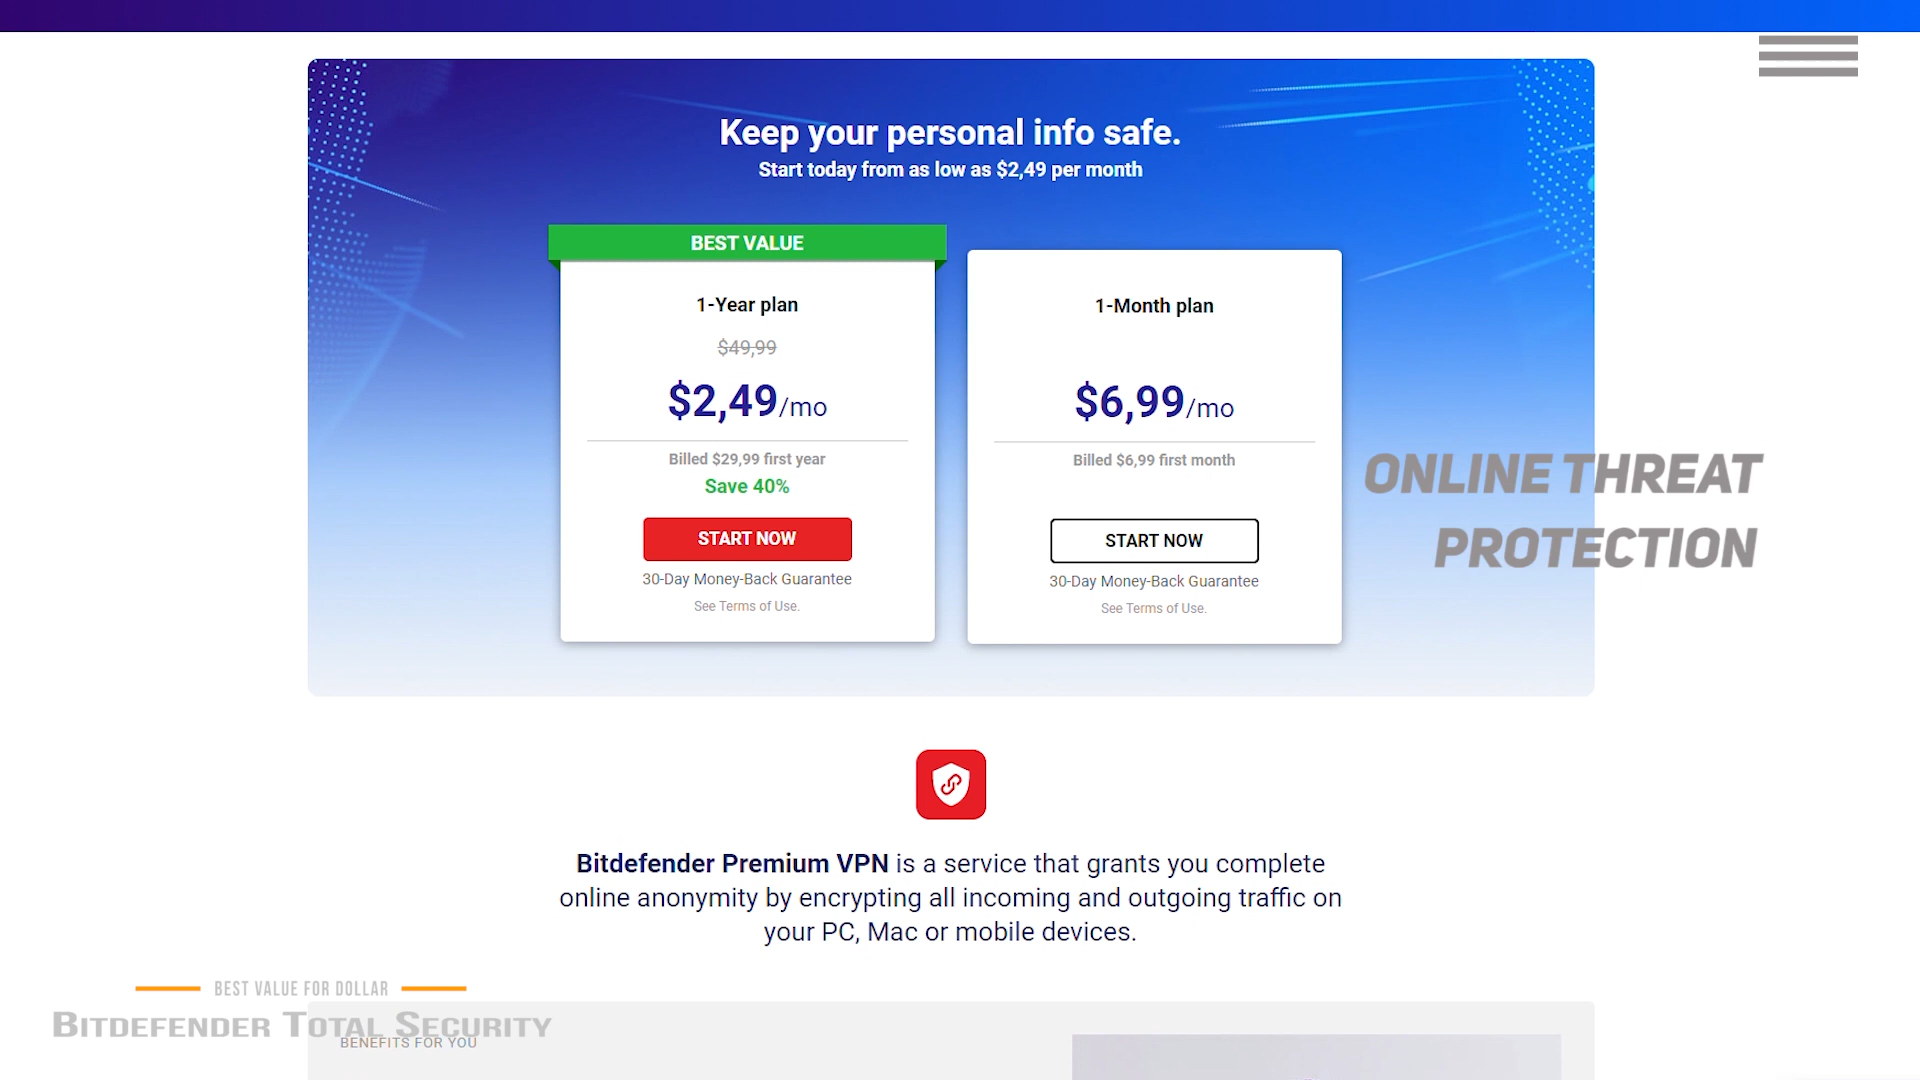 Keep your personal info safe.
Start today from as low as $2,49 per month
BEST VALUE
1-Year plan
$49,99
$2,49/mo
Billed $29,99 first year
Save 40%
START NOW
30-Day Money-Back Guarantee
See Terms of Use.
1-Month plan
$6,99/mo
Billed $6,99 first month
START NOW
30-Day Money-Back Guarantee
See Terms of Use.
ONLINE THREAT
PROTECTION
Bitdefender Premium VPN is a service that grants you complete
online anonymity by encrypting all incoming and outgoing traffic on
your PC, Mac or mobile devices.
BEST VALUE FOR DOLLAR
BITDEFENDER TOTAL SECURITY
BENEFITS FOR YOU